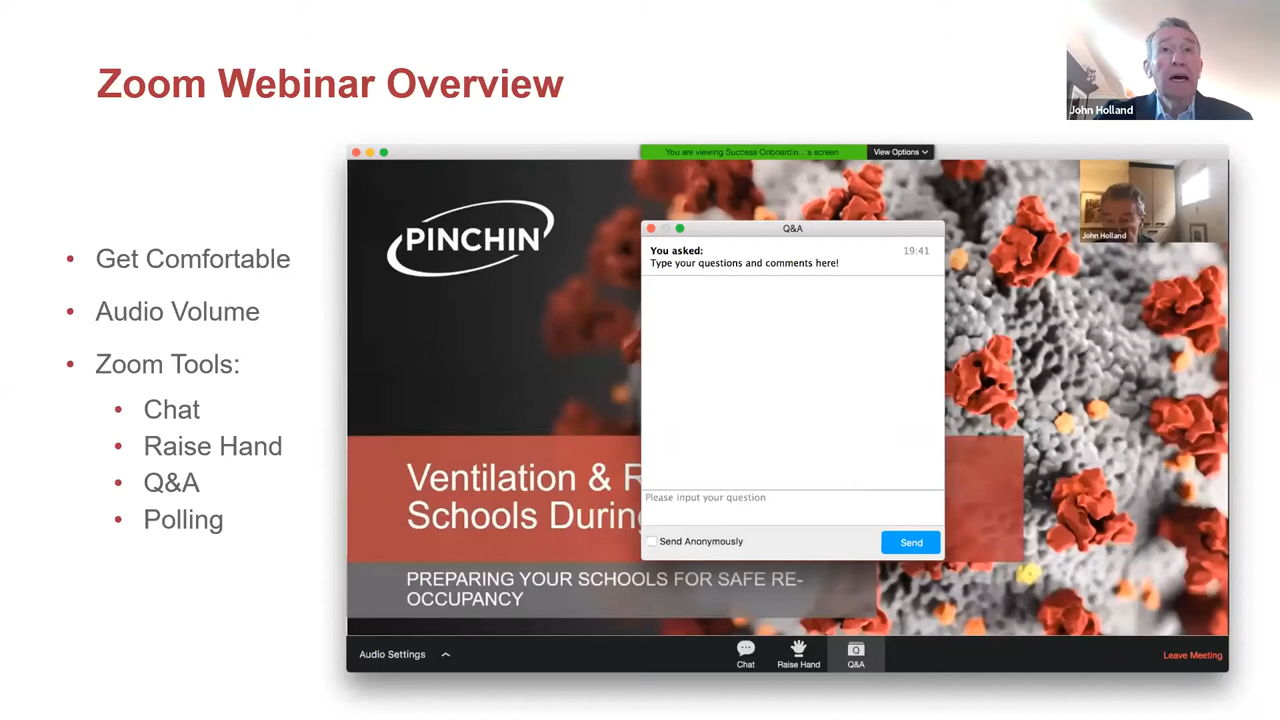 Zoom Webinar Overview
John Holland
Get Comfortable
Audio Volume
Zoom Tools:
Chat
Raise Hand
Q&A
Polling
You are viewing Success Onboardin... 's screen
View Options
PINCHIN
John Holland
Q&A
You asked:
19:41
Type your questions and comments here!
Please input your question
Send Anonymously
Send
Ventilation & R
Schools During
PREPARING YOUR SCHOOLS FOR SAFE RE-
OCCUPANCY
Audio Settings
Chat
Raise Hand
Q&A
Leave Meeting